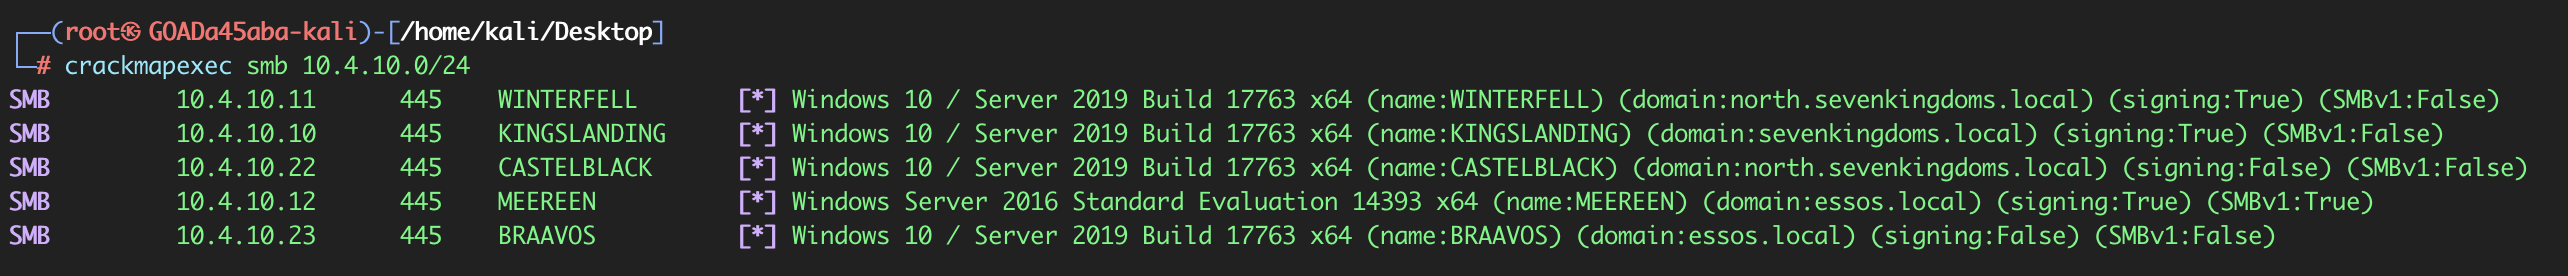 (root㉿GOADa45aba-kali)-[/home/kali/Desktop]
# crackmapexec smb 10.4.10.0/24
SMB 10.4.10.11 445 WINTERFELL [*] Windows 10 / Server 2019 Build 17763 x64 (name:WINTERFELL) (domain:north.sevenkingdoms.local) (signing:True) (SMBv1:False)
SMB 10.4.10.10 445 KINGSLANDING [*] Windows 10 / Server 2019 Build 17763 x64 (name:KINGSLANDING) (domain:sevenkingdoms.local) (signing:True) (SMBv1:False)
SMB 10.4.10.22 445 CASTELBLACK [*] Windows 10 / Server 2019 Build 17763 x64 (name:CASTELBLACK) (domain:north.sevenkingdoms.local) (signing:False) (SMBv1:False)
SMB 10.4.10.12 445 MEEREEN [*] Windows Server 2016 Standard Evaluation 14393 x64 (name:MEEREEN) (domain:essos.local) (signing:True) (SMBv1:True)
SMB 10.4.10.23 445 BRAAVOS [*] Windows 10 / Server 2019 Build 17763 x64 (name:BRAAVOS) (domain:essos.local) (signing:False) (SMBv1:False)